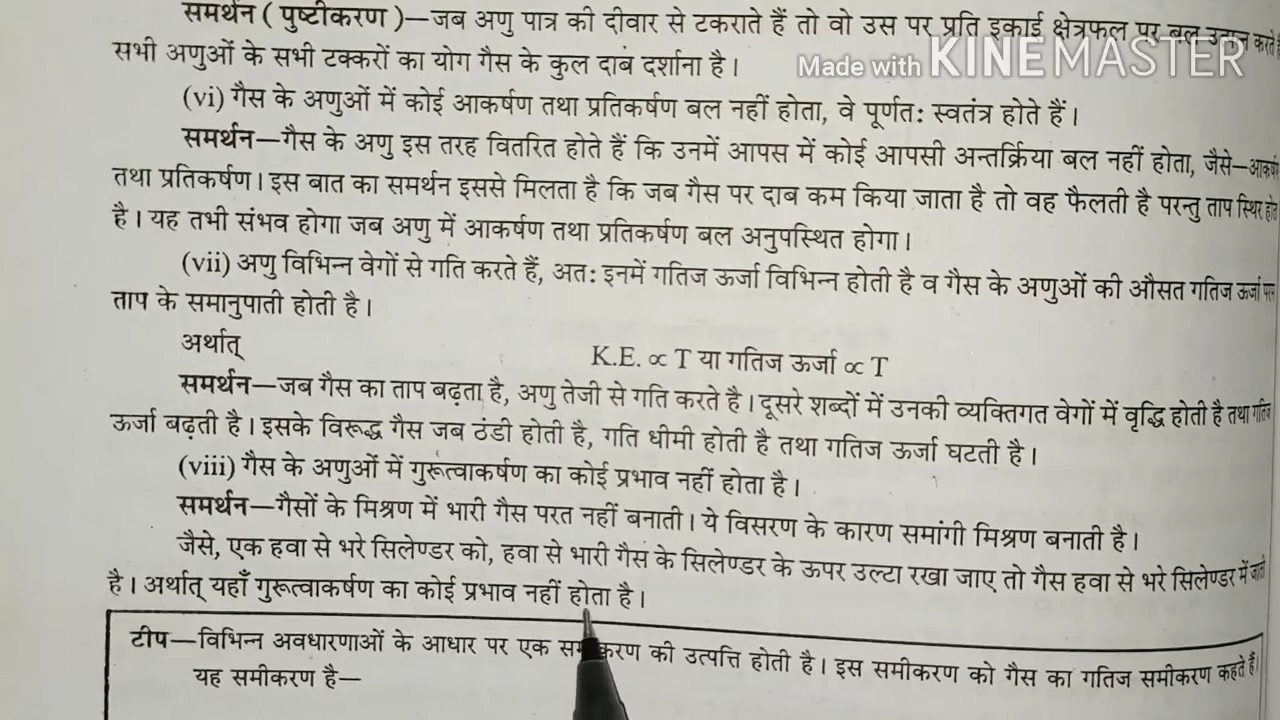 समर्थन ( पुष्टीकरण )—जब अणु पात्र की दीवार से टकराते हैं तो वो उस पर प्रति इकाई क्षेत्रफल पर बल
Made with KINEMASTER
सभी अणुओं के सभी टक्करों का योग गैस के कुल दाब दर्शाना है।
(vi) गैस के अणुओं में कोई आकर्षण तथा प्रतिकर्षण बल नहीं होता, वे पूर्णतः स्वतंत्र होते हैं।
समर्थन—गैस के अणु इस तरह वितरित होते हैं कि उनमें आपस में कोई आपसी अन्तर्क्रिया बल नहीं होता, जैसे—
तथा प्रतिकर्षण। इस बात का समर्थन इससे मिलता है कि जब गैस पर दाब कम किया जाता है तो वह फैलती है परन्तु ताप स्थिर
है। यह तभी संभव होगा जब अणु में आकर्षण तथा प्रतिकर्षण बल अनुपस्थित होगा।
(vii) अणु विभिन्न वेगों से गति करते हैं, अतः इनमें गतिज ऊर्जा विभिन्न होती है व गैस के अणुओं की औसत गतिज ऊर्जा
ताप के समानुपाती होती है।
अर्थात् K.E. ∝ T या गतिज ऊर्जा ∝ T
समर्थन—जब गैस का ताप बढ़ता है, अणु तेजी से गति करते है। दूसरे शब्दों में उनकी व्यक्तिगत वेगों में वृद्धि होती है तथा गतिज
ऊर्जा बढ़ती है। इसके विरूद्ध गैस जब ठंडी होती है, गति धीमी होती है तथा गतिज ऊर्जा घटती है।
(viii) गैस के अणुओं में गुरूत्वाकर्षण का कोई प्रभाव नहीं होता है।
समर्थन—गैसों के मिश्रण में भारी गैस परत नहीं बनाती। ये विसरण के कारण समांगी मिश्रण बनाती है।
जैसे, एक हवा से भरे सिलेण्डर को, हवा से भारी गैस के सिलेण्डर के ऊपर उल्टा रखा जाए तो गैस हवा से भरे सिलेण्डर में जाती
है। अर्थात् यहाँ गुरूत्वाकर्षण का कोई प्रभाव नहीं होता है।
टीप—विभिन्न अवधारणाओं के आधार पर एक समीकरण की उत्पत्ति होती है। इस समीकरण को गैस का गतिज समीकरण कहते हैं।
यह समीकरण है—